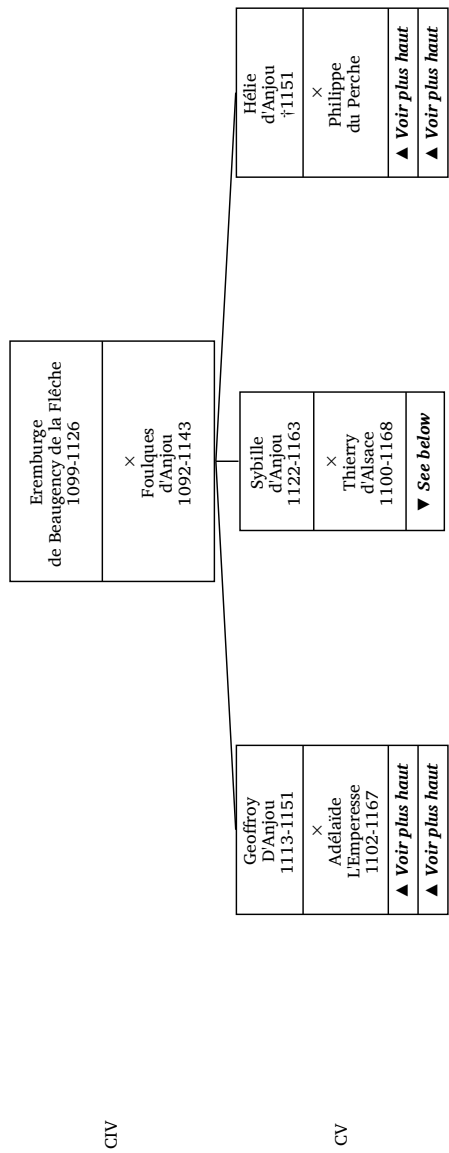 CIV
Eremburge
de Beaugency de la Flêche
1099-1126
×
Foulques
d'Anjou
1092-1143
CV
Geoffroy
D'Anjou
1113-1151
×
Adélaïde
L'Emperesse
1102-1167
▲ Voir plus haut
▲ Voir plus haut
Sybille
d'Anjou
1122-1163
×
Thierry
d'Alsace
1100-1168
▼ See below
Hélie
d'Anjou
†1151
×
Philippe
du Perche
▲ Voir plus haut
▲ Voir plus haut